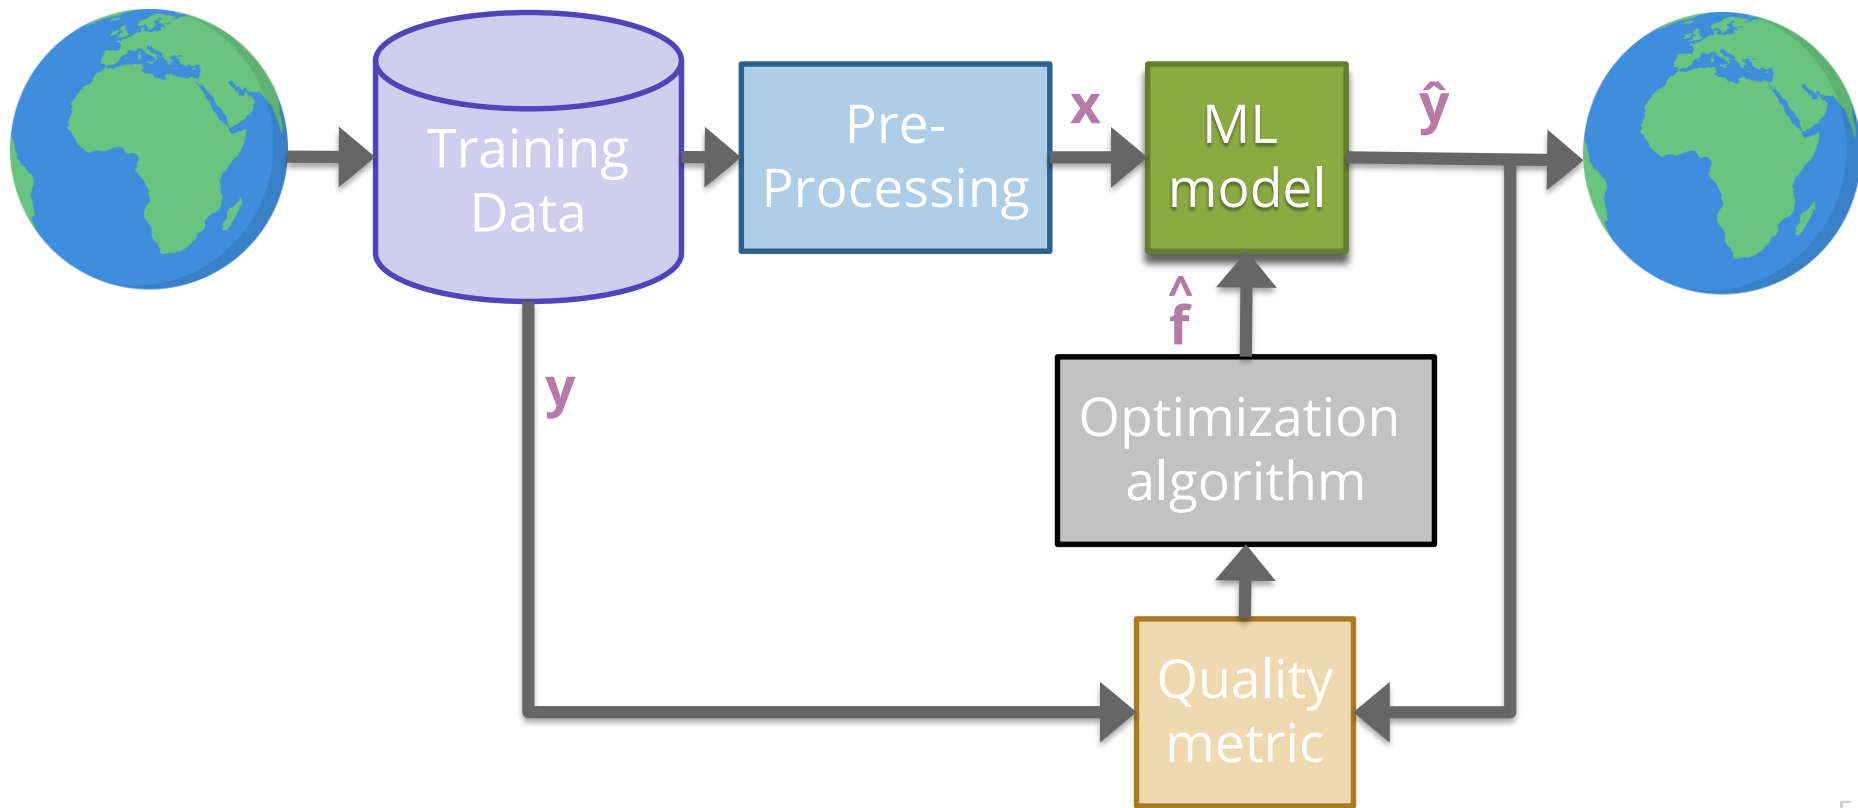 Training
Data
Pre-
Processing
x
ML
model
ŷ
f̂
y
Optimization
algorithm
Quality
metric